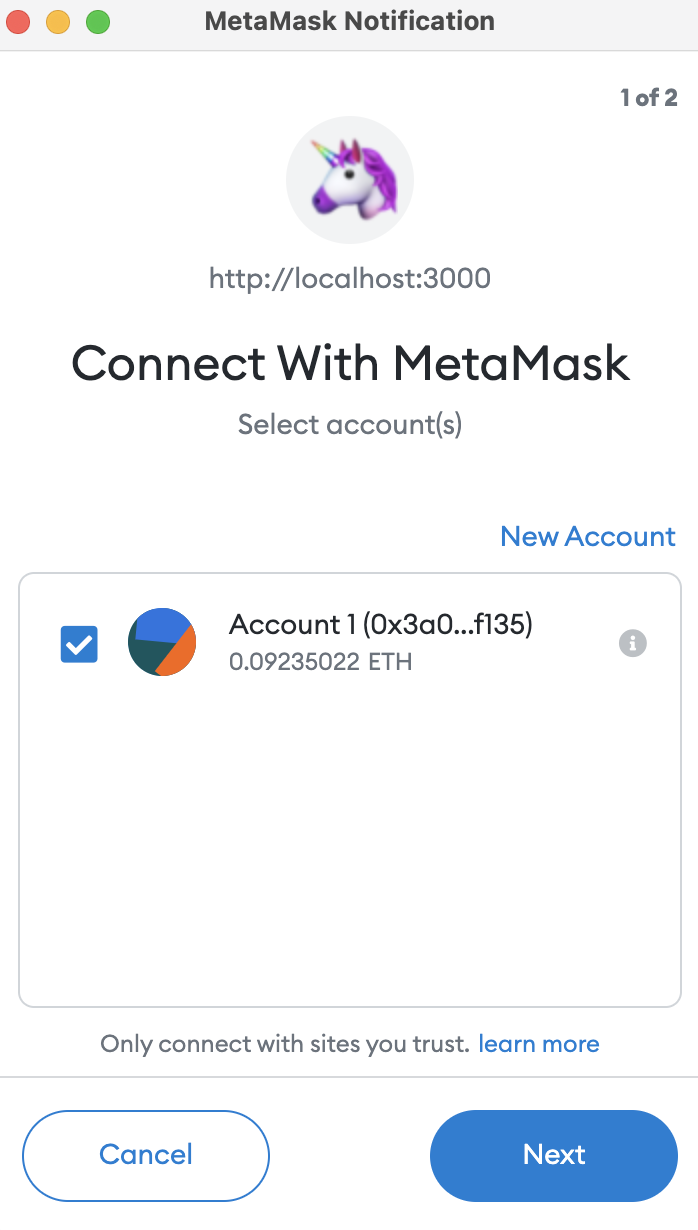 MetaMask Notification
1 of 2
http://localhost:3000
Connect With MetaMask
Select account(s)
New Account
Account 1 (0x3a0...f135)
0.09235022 ETH
Only connect with sites you trust. learn more
Cancel
Next